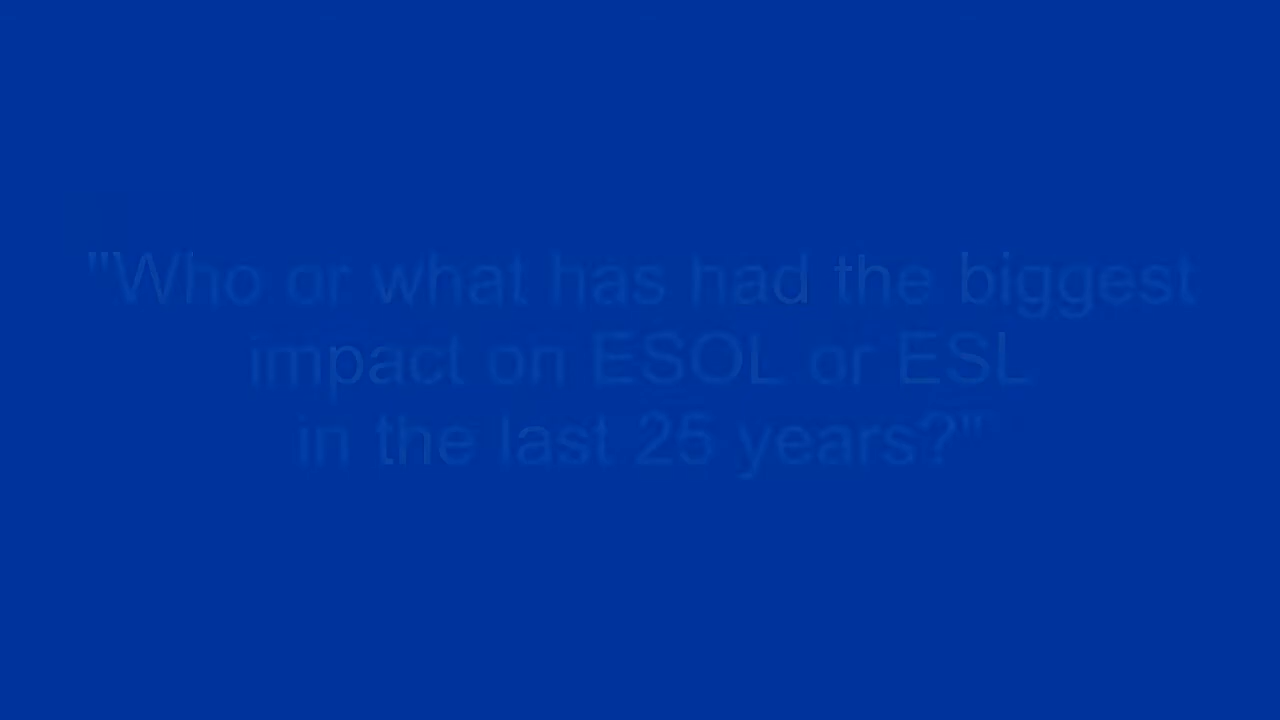 "Who or what has had the biggest
impact on ESOL or ESL
in the last 25 years?"